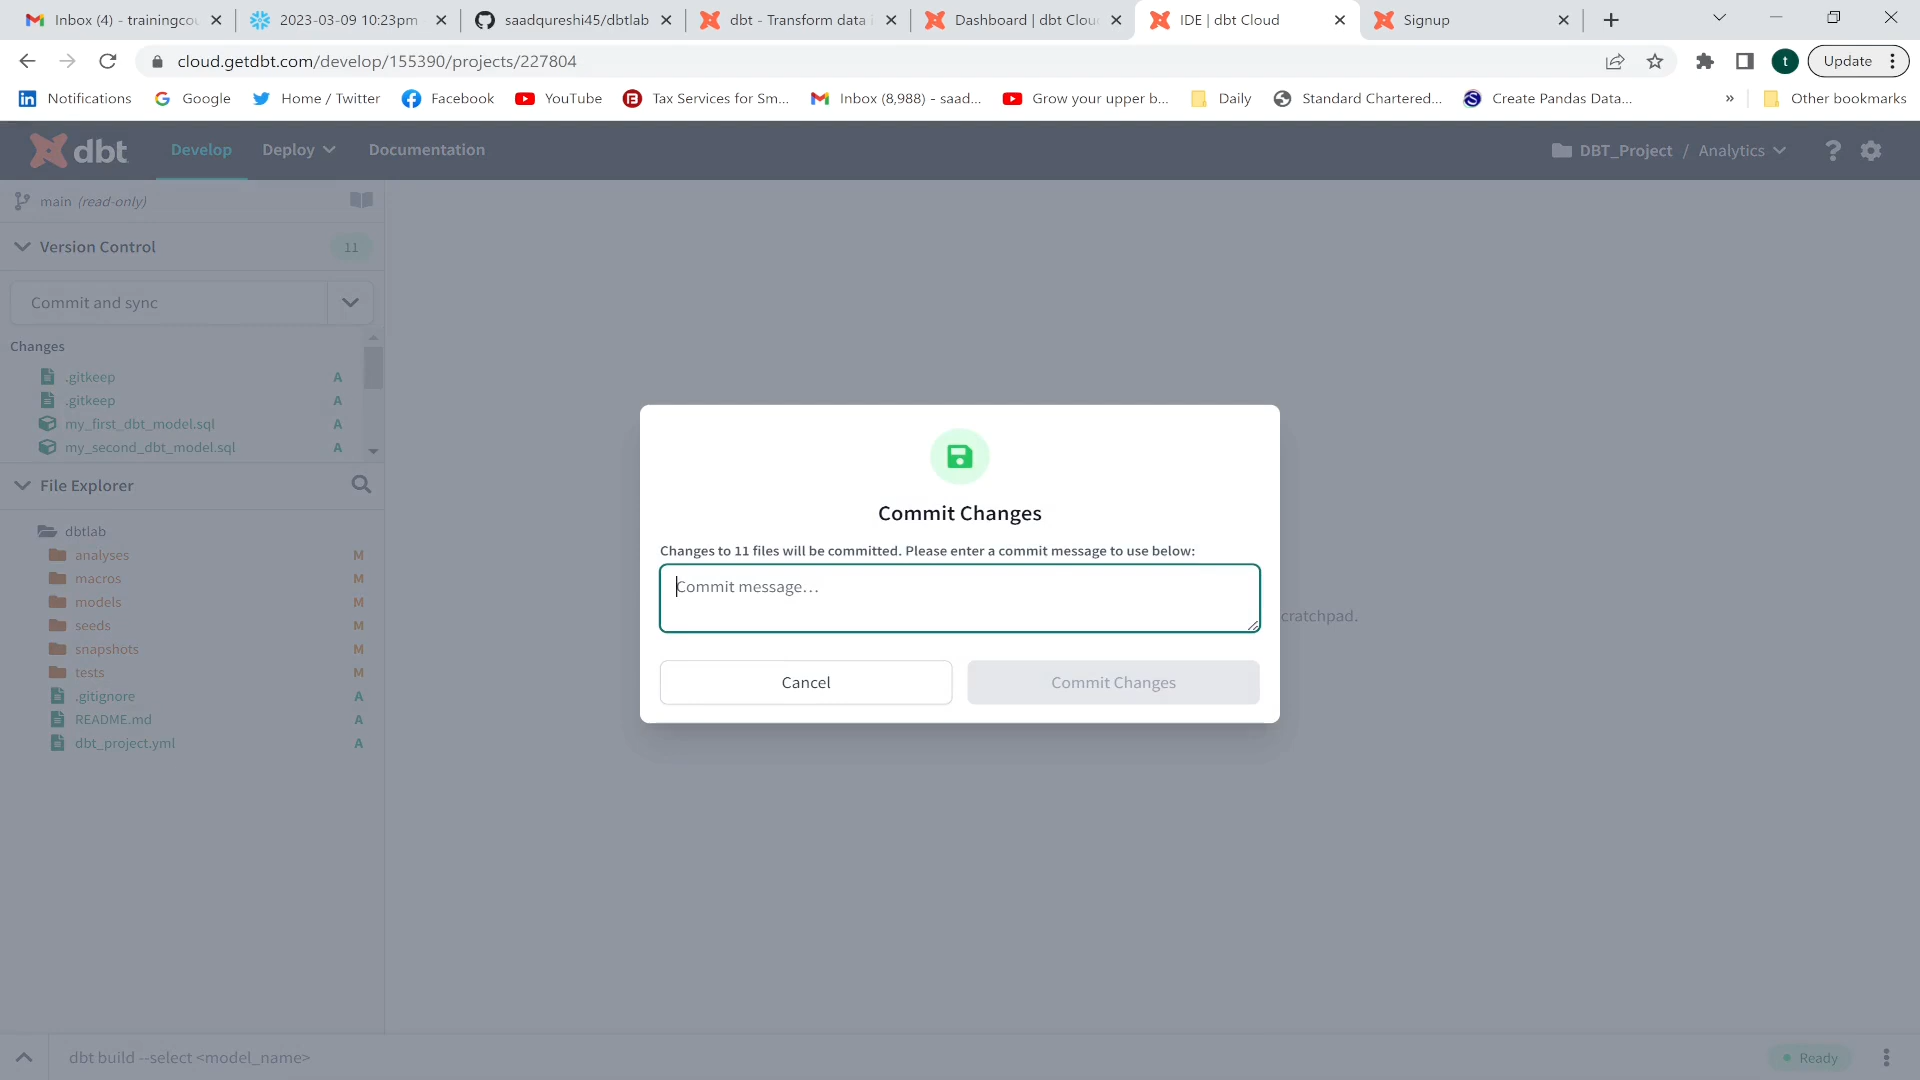 Inbox (4) - trainingcou
2023-03-09 10:23pm
saadqureshi45/dbtlab
dbt - Transform data i
Dashboard | dbt Clou
IDE | dbt Cloud
Signup
cloud.getdbt.com/develop/155390/projects/227804
t
Update
Notifications
Google
Home / Twitter
Facebook
YouTube
Tax Services for Sm...
Inbox (8,988) - saad...
Grow your upper b...
Daily
Standard Chartered...
Create Pandas Data...
»
Other bookmarks
dbt
Develop
Deploy
Documentation
DBT_Project / Analytics
?
main (read-only)
Version Control
11
Commit and sync
Changes
.gitkeep A
.gitkeep A
my_first_dbt_model.sql A
my_second_dbt_model.sql A
File Explorer
dbtlab
analyses M
macros M
models M
seeds M
snapshots M
tests M
.gitignore A
README.md A
dbt_project.yml A
Commit Changes
Changes to 11 files will be committed. Please enter a commit message to use below:
Commit message...
Cancel
Commit Changes
cratchpad.
dbt build --select <model_name>
Ready